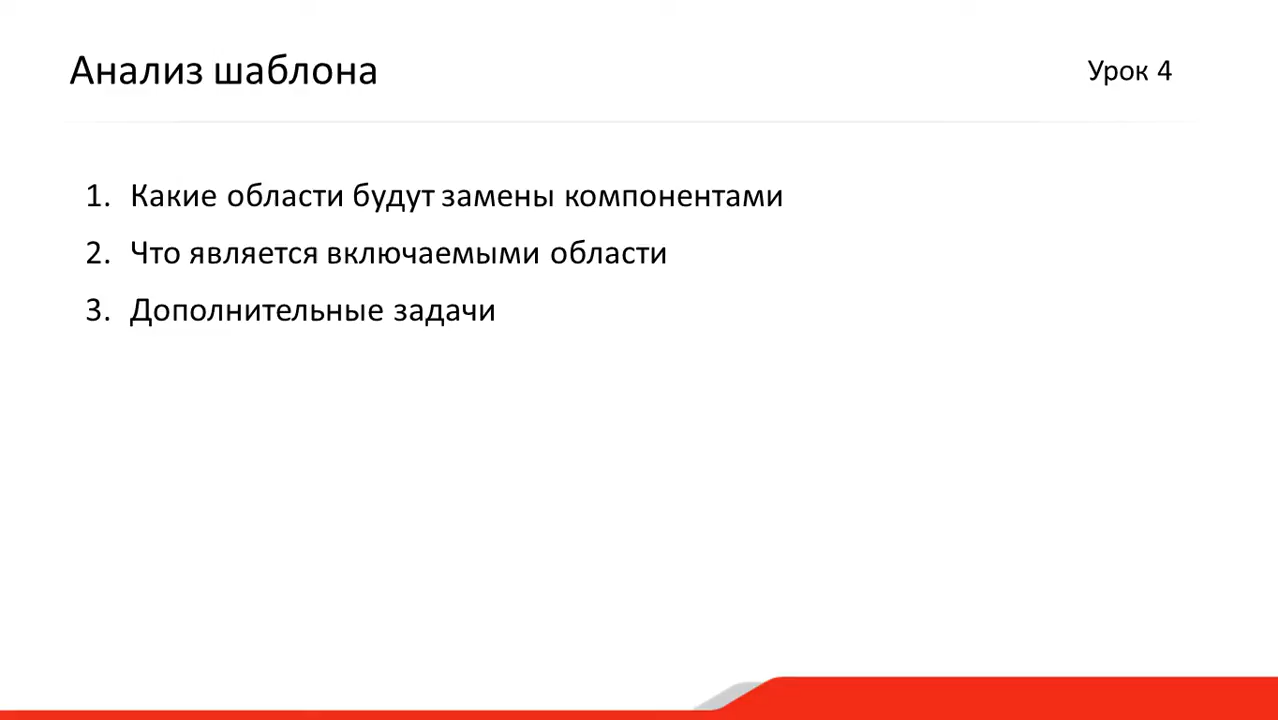 Анализ шаблона
Урок 4
1. Какие области будут замены компонентами
2. Что является включаемыми области
3. Дополнительные задачи